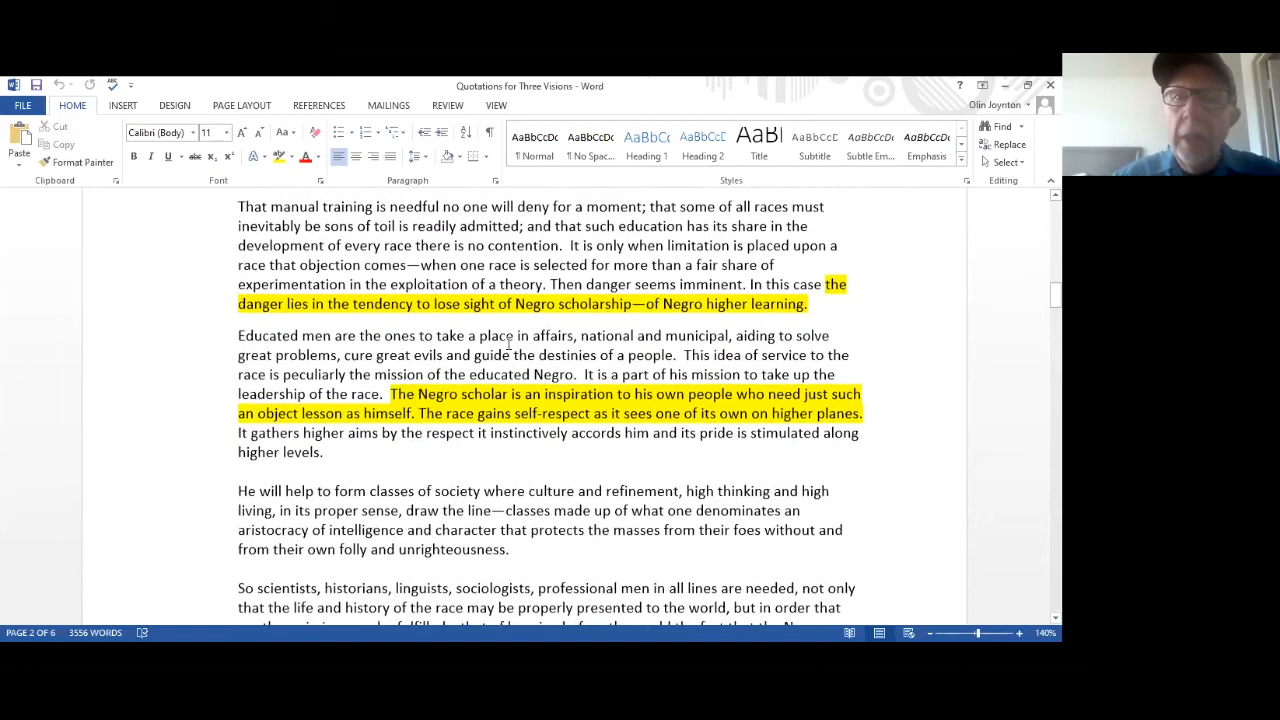 Quotations for Three Visions - Word
FILE HOME INSERT DESIGN PAGE LAYOUT REFERENCES MAILINGS REVIEW VIEW Olin Joynton
Paste Cut Copy Format Painter
Calibri (Body) 11
AaBbCcDc AaBbCcDc AaBbCc AaBbCc AaBl AaBbCcD AaBbCcDc AaBbCcDc
¶ Normal ¶ No Spac... Heading 1 Heading 2 Title Subtitle Subtle Em... Emphasis
Find Replace Select
Clipboard Font Paragraph Styles Editing
That manual training is needful no one will deny for a moment; that some of all races must
inevitably be sons of toil is readily admitted; and that such education has its share in the
development of every race there is no contention. It is only when limitation is placed upon a
race that objection comes—when one race is selected for more than a fair share of
experimentation in the exploitation of a theory. Then danger seems imminent. In this case the
danger lies in the tendency to lose sight of Negro scholarship—of Negro higher learning.
Educated men are the ones to take a place in affairs, national and municipal, aiding to solve
great problems, cure great evils and guide the destinies of a people. This idea of service to the
race is peculiarly the mission of the educated Negro. It is a part of his mission to take up the
leadership of the race. The Negro scholar is an inspiration to his own people who need just such
an object lesson as himself. The race gains self-respect as it sees one of its own on higher planes.
It gathers higher aims by the respect it instinctively accords him and its pride is stimulated along
higher levels.
He will help to form classes of society where culture and refinement, high thinking and high
living, in its proper sense, draw the line—classes made up of what one denominates an
aristocracy of intelligence and character that protects the masses from their foes without and
from their own folly and unrighteousness.
So scientists, historians, linguists, sociologists, professional men in all lines are needed, not only
that the life and history of the race may be properly presented to the world, but in order that
PAGE 2 OF 6 3556 WORDS 140%